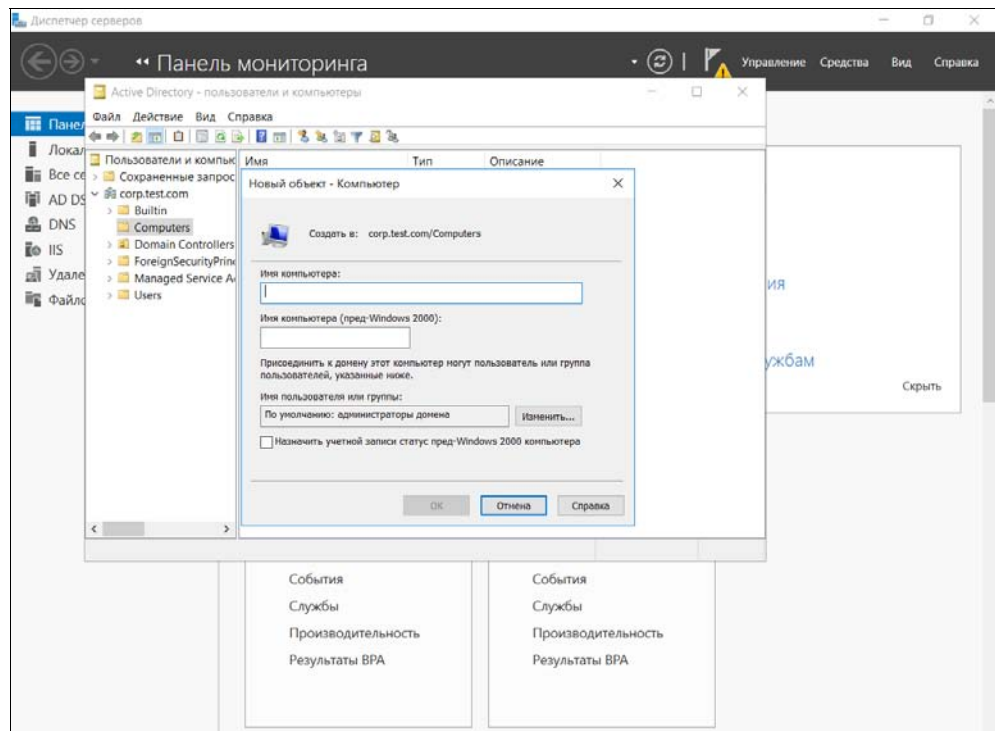 Диспетчер серверов
Панель мониторинга
Управление Средства Вид Справка
Active Directory - пользователи и компьютеры
Файл Действие Вид Справка
Пользователи и компьк
Сохраненные запрос
corp.test.com
Builtin
Computers
Domain Controllers
ForeignSecurityPrinc
Managed Service A
Users
Имя Тип Описание
Новый объект - Компьютер
Создать в: corp.test.com/Computers
Имя компьютера:
Имя компьютера (пред-Windows 2000):
Присоединить к домену этот компьютер могут пользователь или группа
пользователей, указанные ниже.
Имя пользователя или группы:
По умолчанию: администраторы домена
Изменить...
Назначить учетной записи статус пред-Windows 2000 компьютера
OK Отмена Справка
Панел
Локал
Все се
AD DS
DNS
IIS
Удале
Файло
ия
ужбам
Скрыть
События
Службы
Производительность
Результаты BPA
События
Службы
Производительность
Результаты BPA